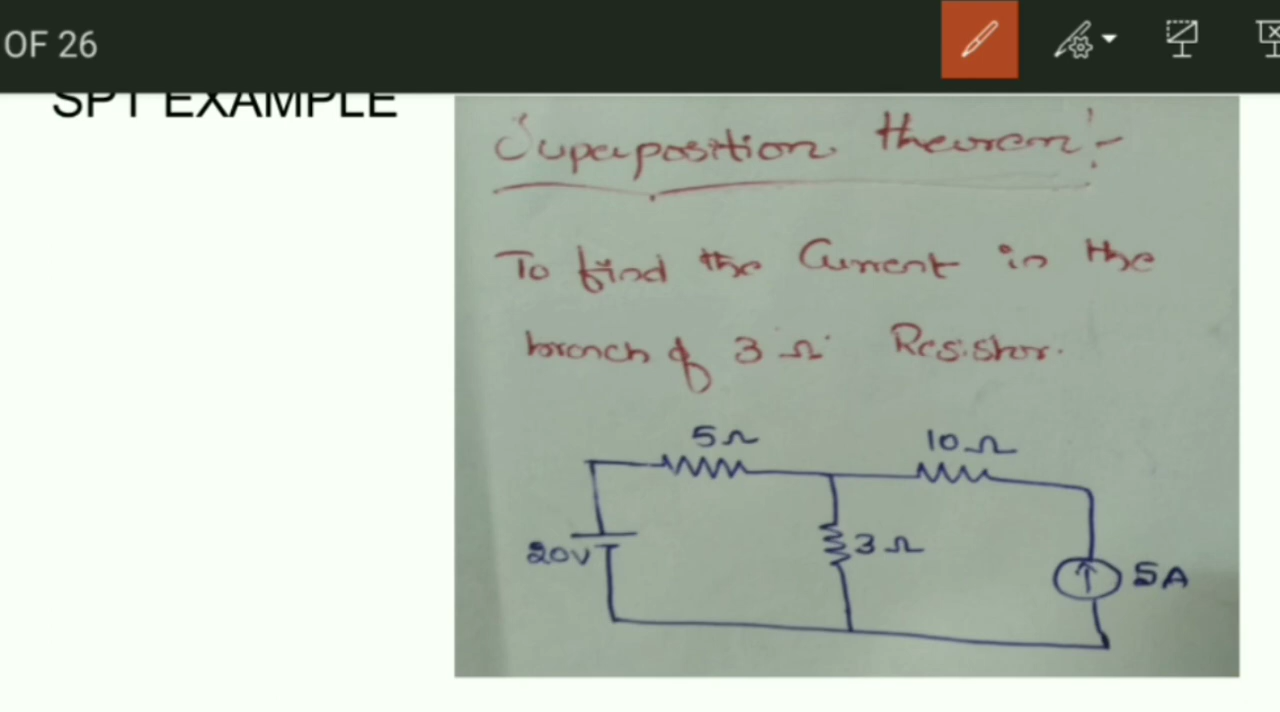 OF 26
SPT EXAMPLE
Superposition theorem:-
To find the Current in the
branch of 3 Ω Resistor.
5Ω
10Ω
20V
3Ω
5A